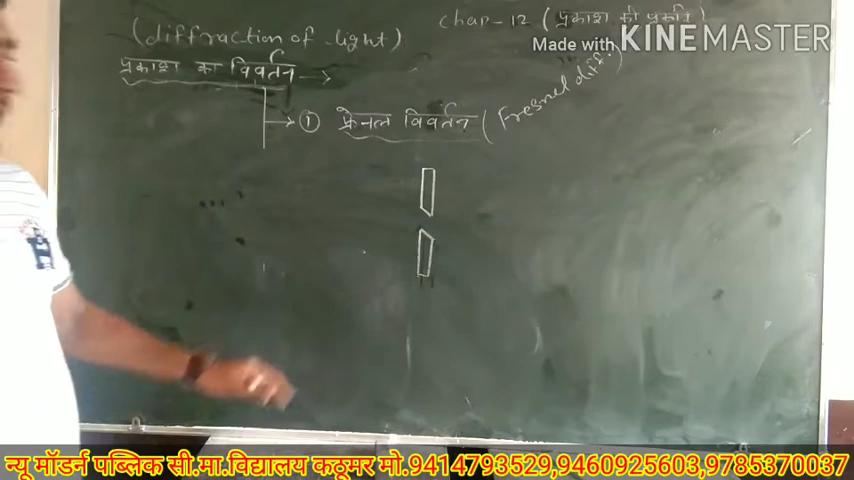 chap-12 (प्रकाश की प्रकृति)
(diffraction of light)
Made with KINEMASTER
प्रकाश का विवर्तन →
→ ① फ्रेनल विवर्तन (Fresnel diff.)
न्यू मॉडर्न पब्लिक सी.मा.विद्यालय कठूमर मो.9414793529,9460925603,9785370037